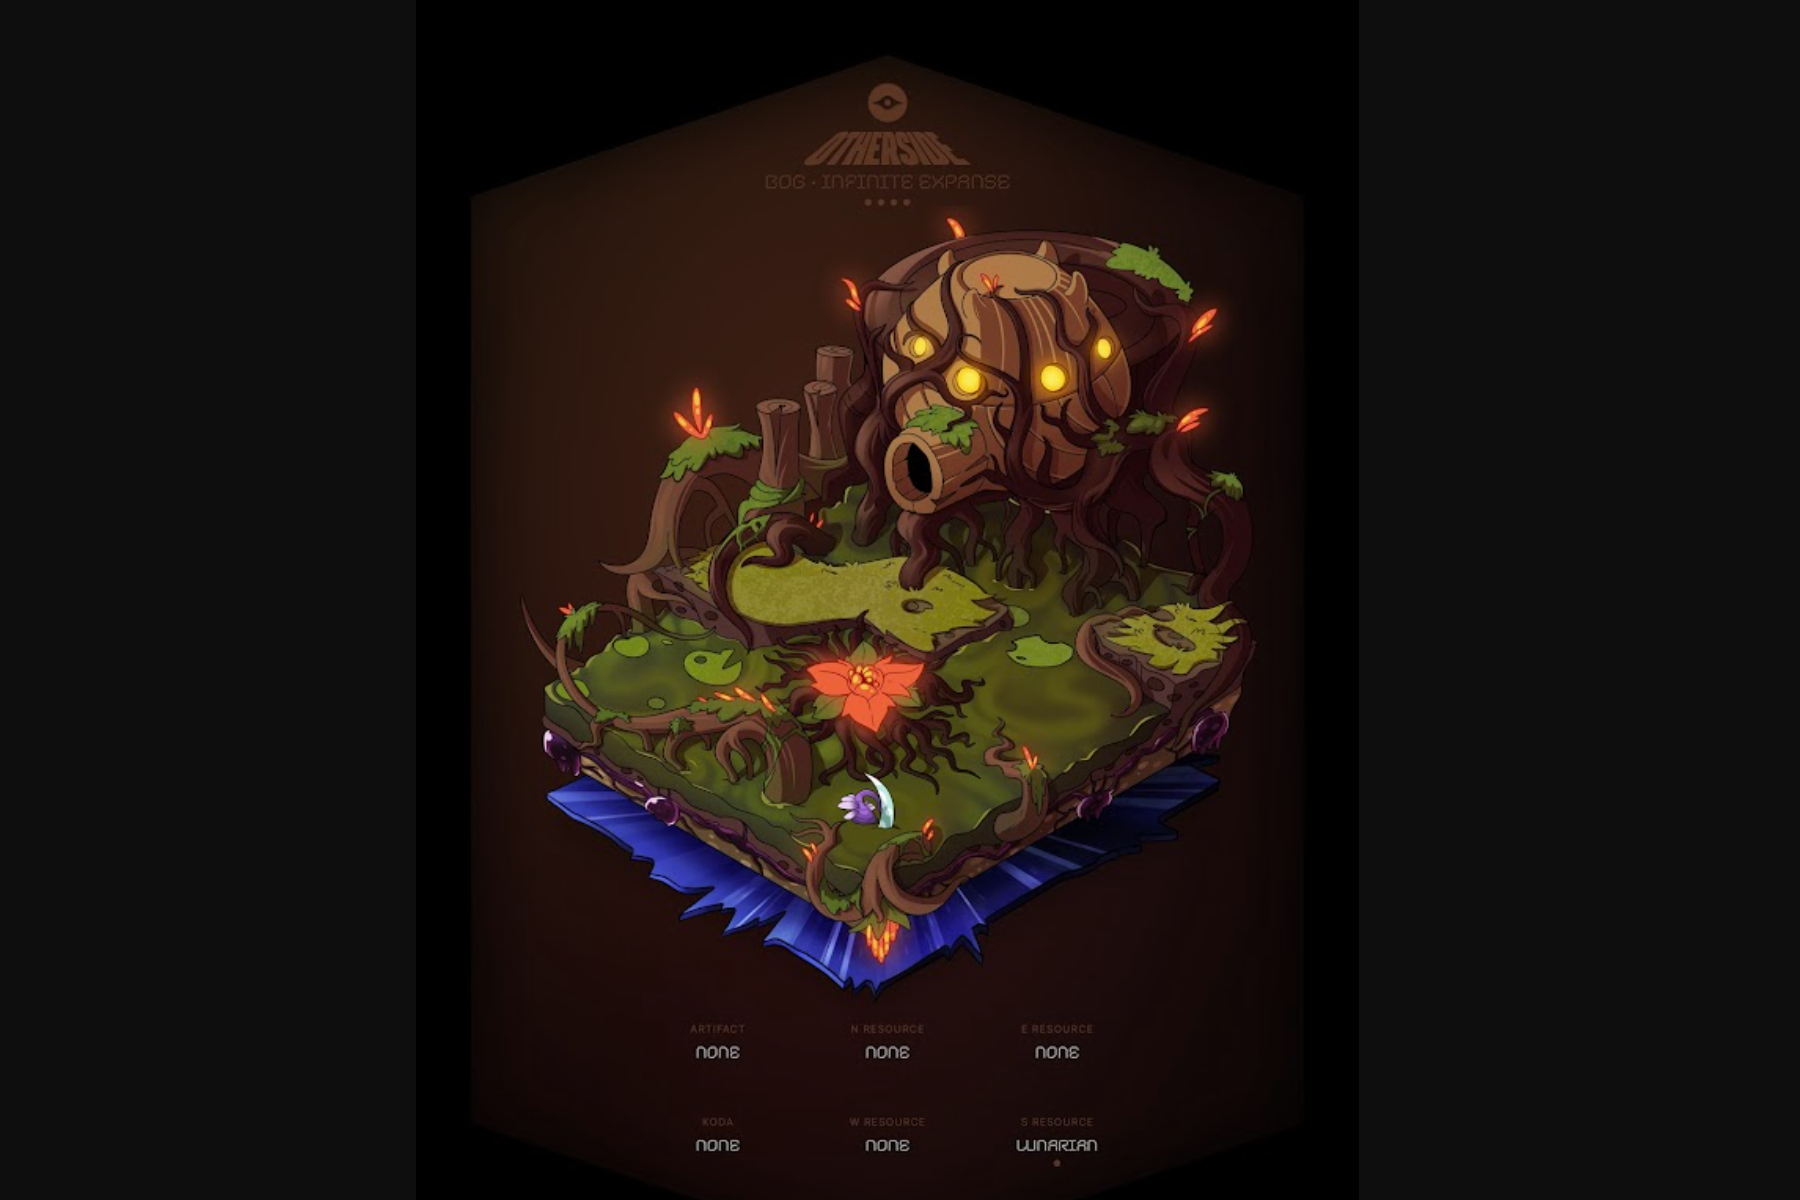 OTHERSIDE
BOG · INFINITE EXPANSE
ARTIFACT
NONE
N RESOURCE
NONE
E RESOURCE
NONE
KODA
NONE
W RESOURCE
NONE
S RESOURCE
LUNARIAN